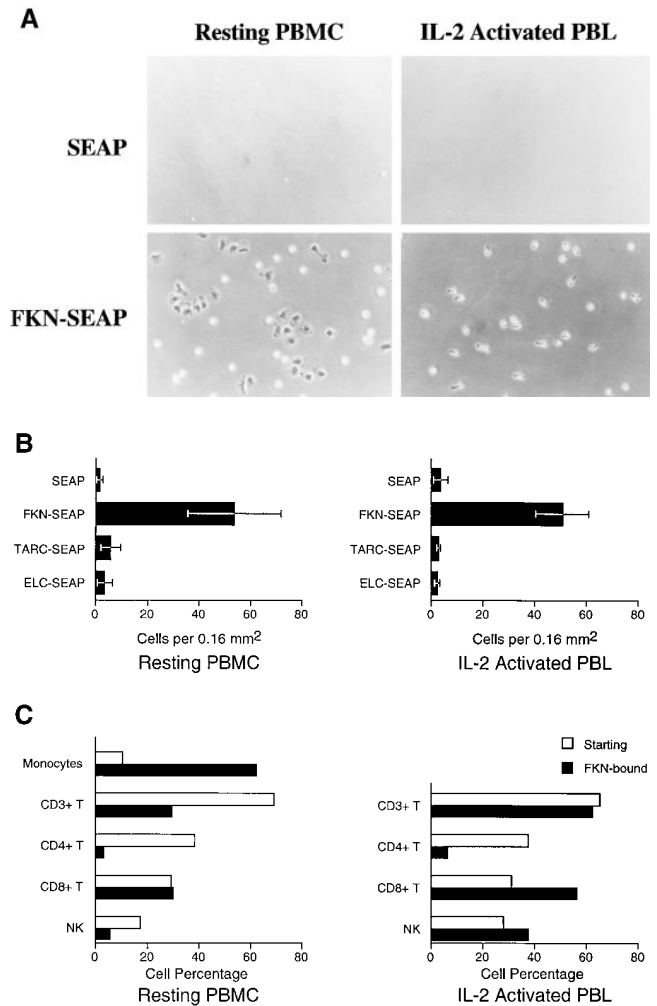 A
Resting PBMC IL-2 Activated PBL
SEAP
FKN-SEAP
B
SEAP
FKN-SEAP
TARC-SEAP
ELC-SEAP
0 20 40 60 80
Cells per 0.16 mm²
Resting PBMC
SEAP
FKN-SEAP
TARC-SEAP
ELC-SEAP
0 20 40 60 80
Cells per 0.16 mm²
IL-2 Activated PBL
C
Monocytes
CD3+ T
CD4+ T
CD8+ T
NK
0 20 40 60 80
Cell Percentage
Resting PBMC
Starting
FKN-bound
CD3+ T
CD4+ T
CD8+ T
NK
0 20 40 60 80
Cell Percentage
IL-2 Activated PBL